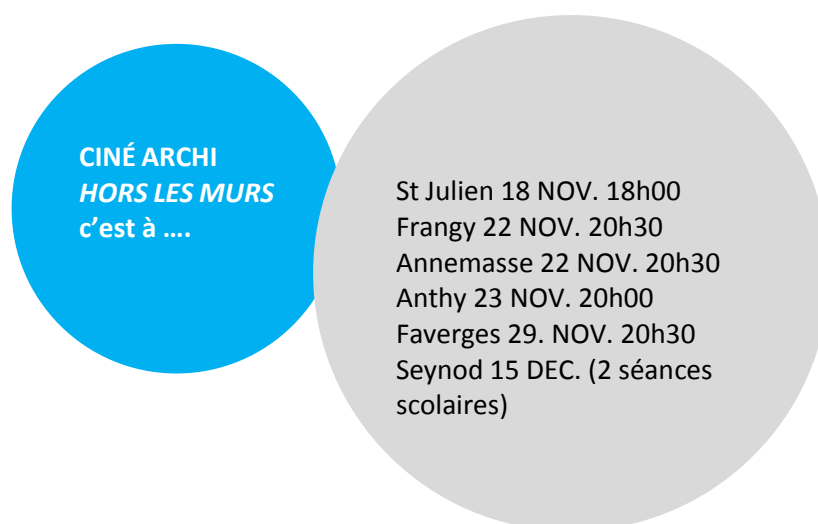 CINÉ ARCHI
HORS LES MURS
c’est à ….
St Julien 18 NOV. 18h00
Frangy 22 NOV. 20h30
Annemasse 22 NOV. 20h30
Anthy 23 NOV. 20h00
Faverges 29. NOV. 20h30
Seynod 15 DEC. (2 séances
scolaires)